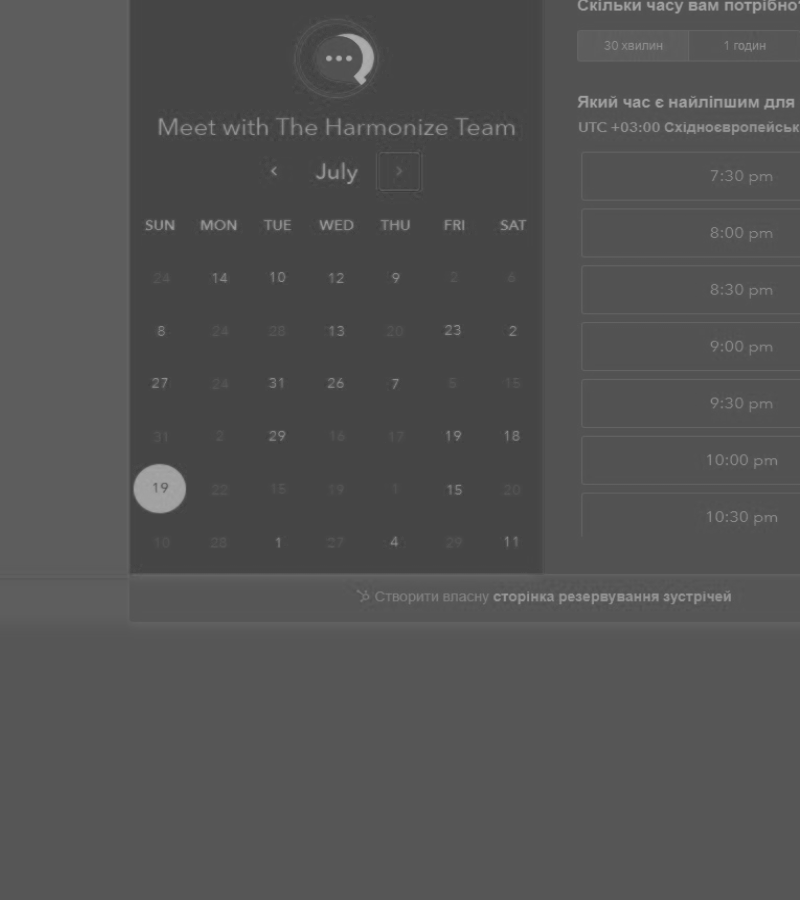 Meet with The Harmonize Team
July
SUN MON TUE WED THU FRI SAT
24 14 10 12 9 2 6
8 24 28 13 20 23 2
27 24 31 26 7 5 15
31 2 29 16 17 19 18
19 22 15 19 1 15 20
10 28 1 27 4 29 11
Скільки часу вам
30 хвилин 1 годин
Який час є найліпшим для
UTC +03:00
7:30 pm
8:00 pm
8:30 pm
9:00 pm
9:30 pm
10:00 pm
10:30 pm
Створити власну сторінка резервування зустрічей